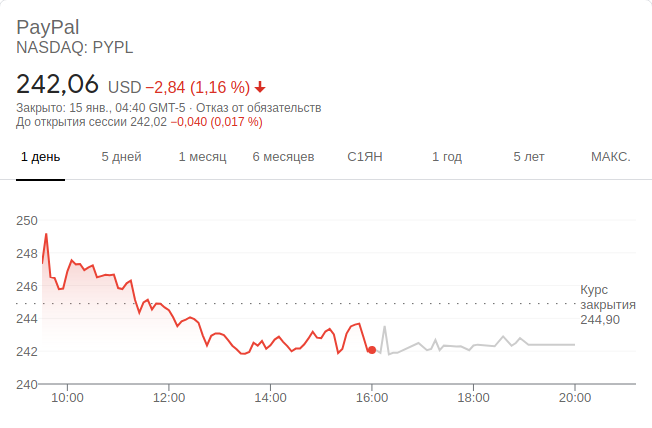 PayPal
NASDAQ: PYPL
242,06 USD −2,84 (1,16 %)
Закрыто: 15 янв., 04:40 GMT-5 · Отказ от обязательств
До открытия сессии 242,02 −0,040 (0,017 %)
1 день 5 дней 1 месяц 6 месяцев С1ЯН 1 год 5 лет МАКС.
250
248
246
244
242
240
Курс
закрытия
244,90
10:00 12:00 14:00 16:00 18:00 20:00